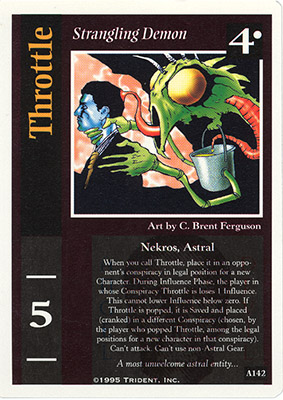 Throttle
Strangling Demon
4•
Art by C. Brent Ferguson
Nekros, Astral
When you call Throttle, place it in an oppo-
nent's conspiracy in legal position for a new
Character. During Influence Phase, the player in
whose Conspiracy Throttle is loses 1 Influence.
This cannot lower Influence below zero. If
Throttle is popped, it is Saved and placed
(cranked) in a different Conspiracy (chosen, by
the player who popped Throttle, among the legal
positions for a new character in that conspiracy).
Can't attack. Can't use non-Astral Gear.
A most unwelcome astral entity...
5
A142
©1995 TRIDENT, INC.